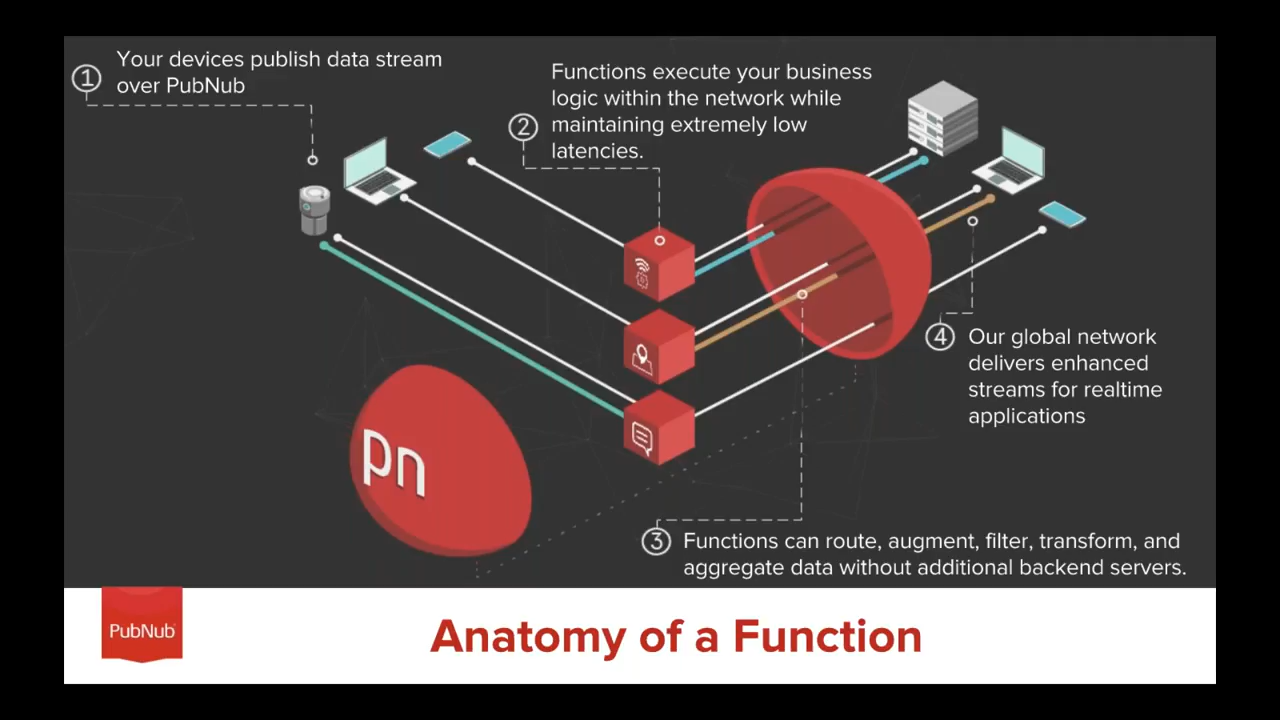 1
Your devices publish data stream
over PubNub
2
Functions execute your business
logic within the network while
maintaining extremely low
latencies.
4
Our global network
delivers enhanced
streams for realtime
applications
pn
3
Functions can route, augment, filter, transform, and
aggregate data without additional backend servers.
PubNub
Anatomy of a Function